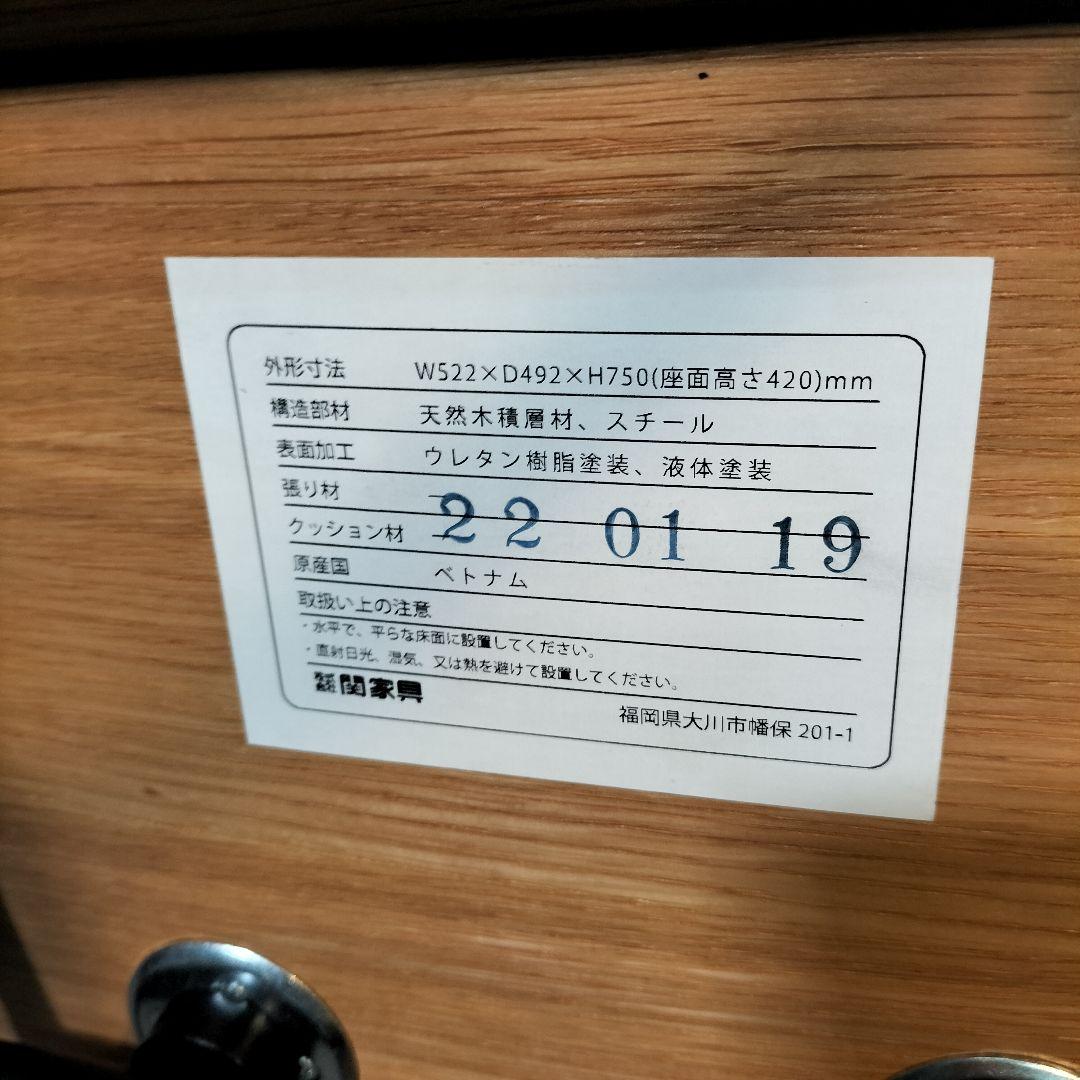 外形寸法 W522×D492×H750(座面高さ420)mm
構造部材 天然木積層材、スチール
表面加工 ウレタン樹脂塗装、液体塗装
張り材 ー
22 01 19
クッション材 ー
原産国 ベトナム
取扱い上の注意
・水平で、平らな床面に設置してください。
・直射日光、湿気、又は熱を避けて設置してください。
株式会社 関家具
福岡県大川市幡保 201-1